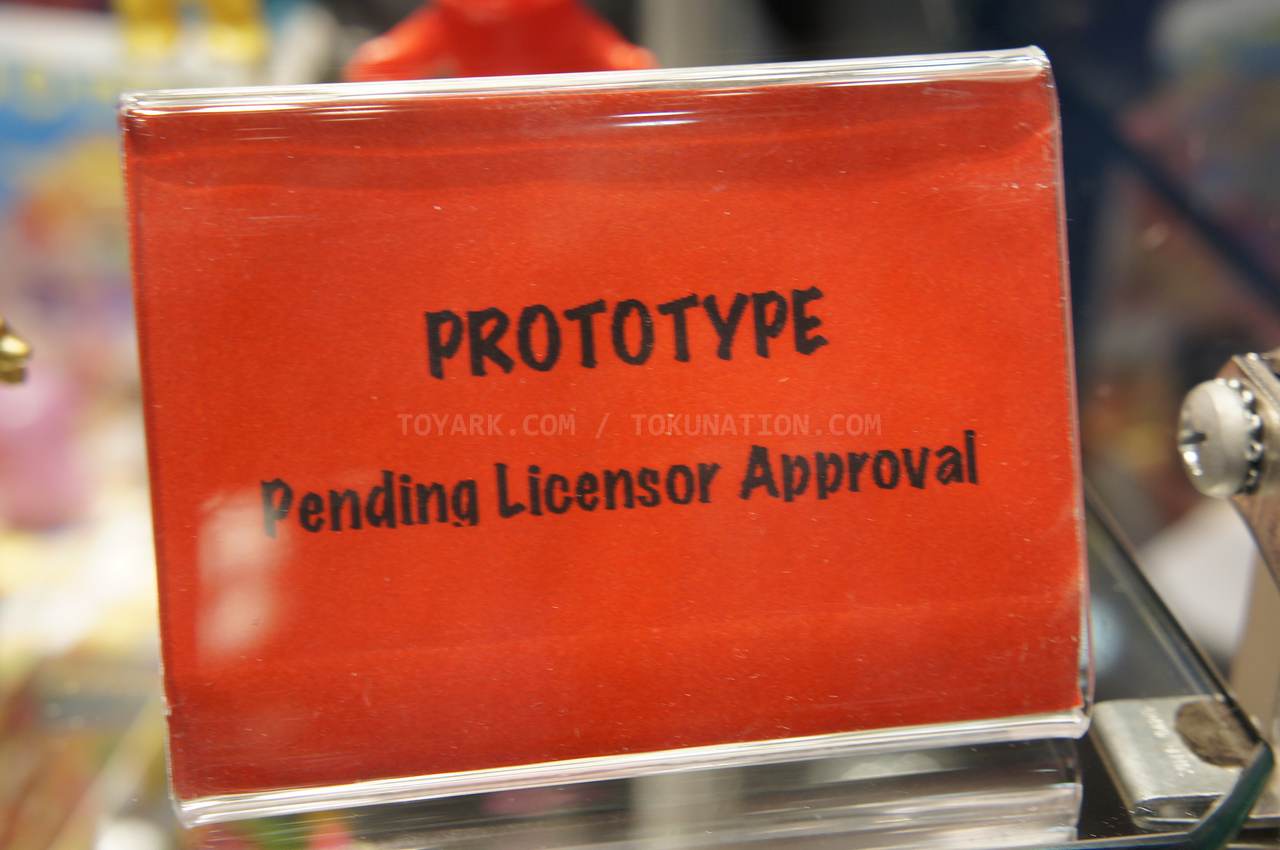 PROTOTYPE
TOYARK.COM / TOKUNATION.COM
Pending Licensor Approval